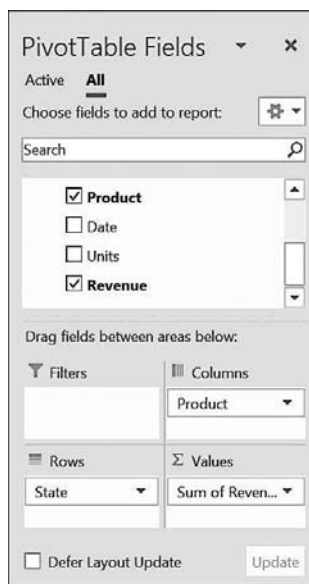 PivotTable Fields
Active All
Choose fields to add to report:
Search
Product
Date
Units
Revenue
Drag fields between areas below:
Filters
Columns
Product
Rows
Σ Values
State
Sum of Reven...
Defer Layout Update
Update